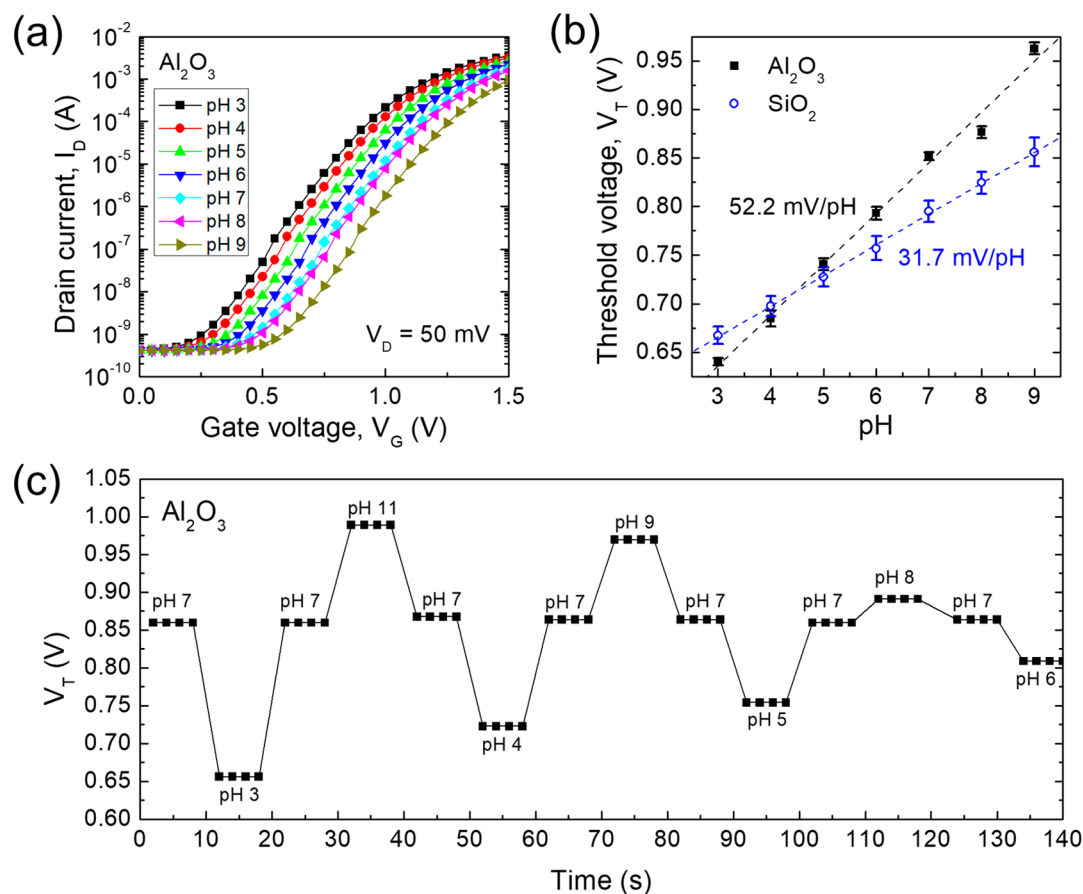 (a)
10⁻²
10⁻³
10⁻⁴
10⁻⁵
10⁻⁶
10⁻⁷
10⁻⁸
10⁻⁹
10⁻¹⁰
Drain current, I_D (A)
Al₂O₃
pH 3
pH 4
pH 5
pH 6
pH 7
pH 8
pH 9
V_D = 50 mV
0.0 0.5 1.0 1.5
Gate voltage, V_G (V)
(b)
0.95
0.90
0.85
0.80
0.75
0.70
0.65
Threshold voltage, V_T (V)
Al₂O₃
SiO₂
52.2 mV/pH
31.7 mV/pH
3 4 5 6 7 8 9
pH
(c)
1.05
1.00
0.95
0.90
0.85
0.80
0.75
0.70
0.65
0.60
V_T (V)
Al₂O₃
pH 7
pH 3
pH 7
pH 11
pH 7
pH 4
pH 7
pH 9
pH 7
pH 5
pH 7
pH 8
pH 7
pH 6
0 10 20 30 40 50 60 70 80 90 100 110 120 130 140
Time (s)